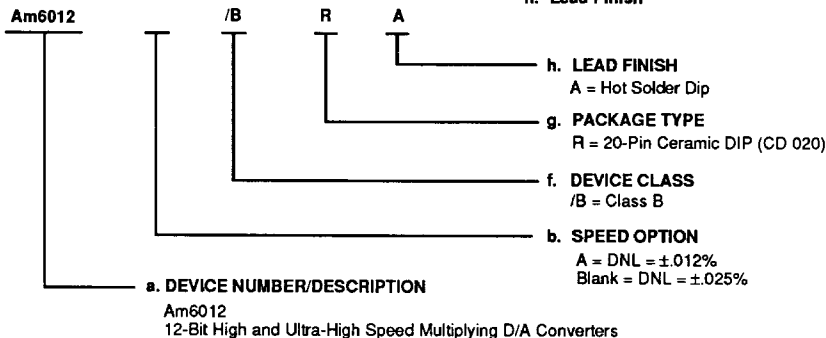 h. Lead Finish
Am6012 /B R A
h. LEAD FINISH
A = Hot Solder Dip
g. PACKAGE TYPE
R = 20-Pin Ceramic DIP (CD 020)
f. DEVICE CLASS
/B = Class B
b. SPEED OPTION
A = DNL = ±.012%
Blank = DNL = ±.025%
a. DEVICE NUMBER/DESCRIPTION
Am6012
12-Bit High and Ultra-High Speed Multiplying D/A Converters